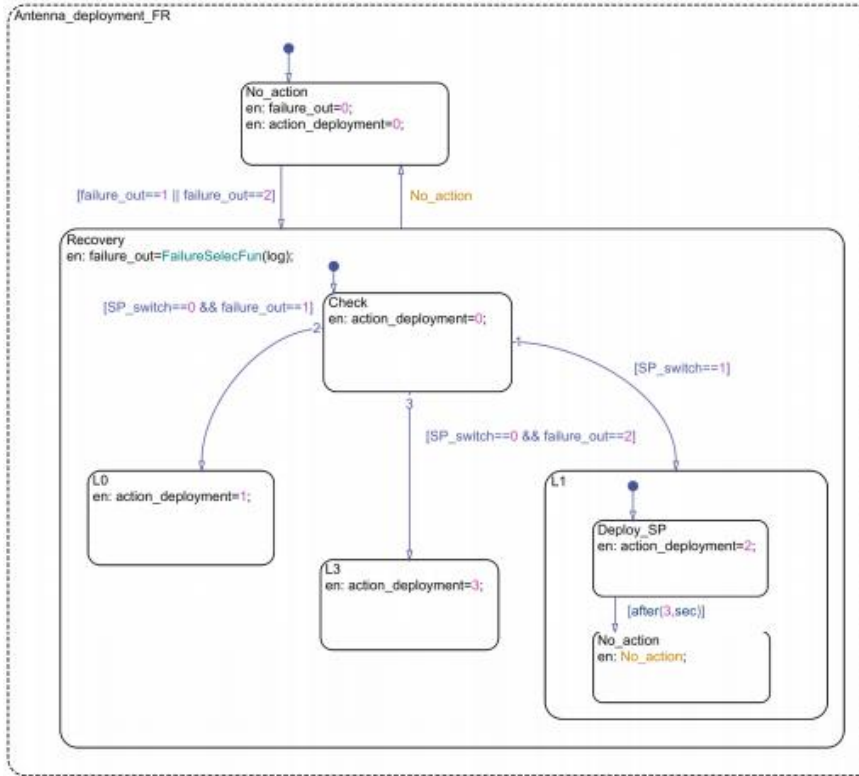 Antenna_deployment_FR
No_action
en: failure_out=0;
en: action_deployment=0;
[failure_out==1 || failure_out==2]
No_action
Recovery
en: failure_out=FailureSelecFun(log);
[SP_switch==0 && failure_out==1]
Check
en: action_deployment=0;
2
1
3
[SP_switch==1]
[SP_switch==0 && failure_out==2]
L0
en: action_deployment=1;
L3
en: action_deployment=3;
L1
Deploy_SP
en: action_deployment=2;
[after(3,sec)]
No_action
en: No_action;